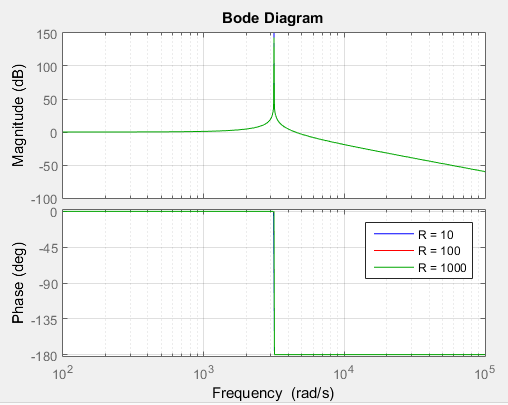 Bode Diagram
Magnitude (dB)
150
100
50
0
-50
-100
Phase (deg)
0
-45
-90
-135
-180
R = 10
R = 100
R = 1000
10^2 10^3 10^4 10^5
Frequency (rad/s)